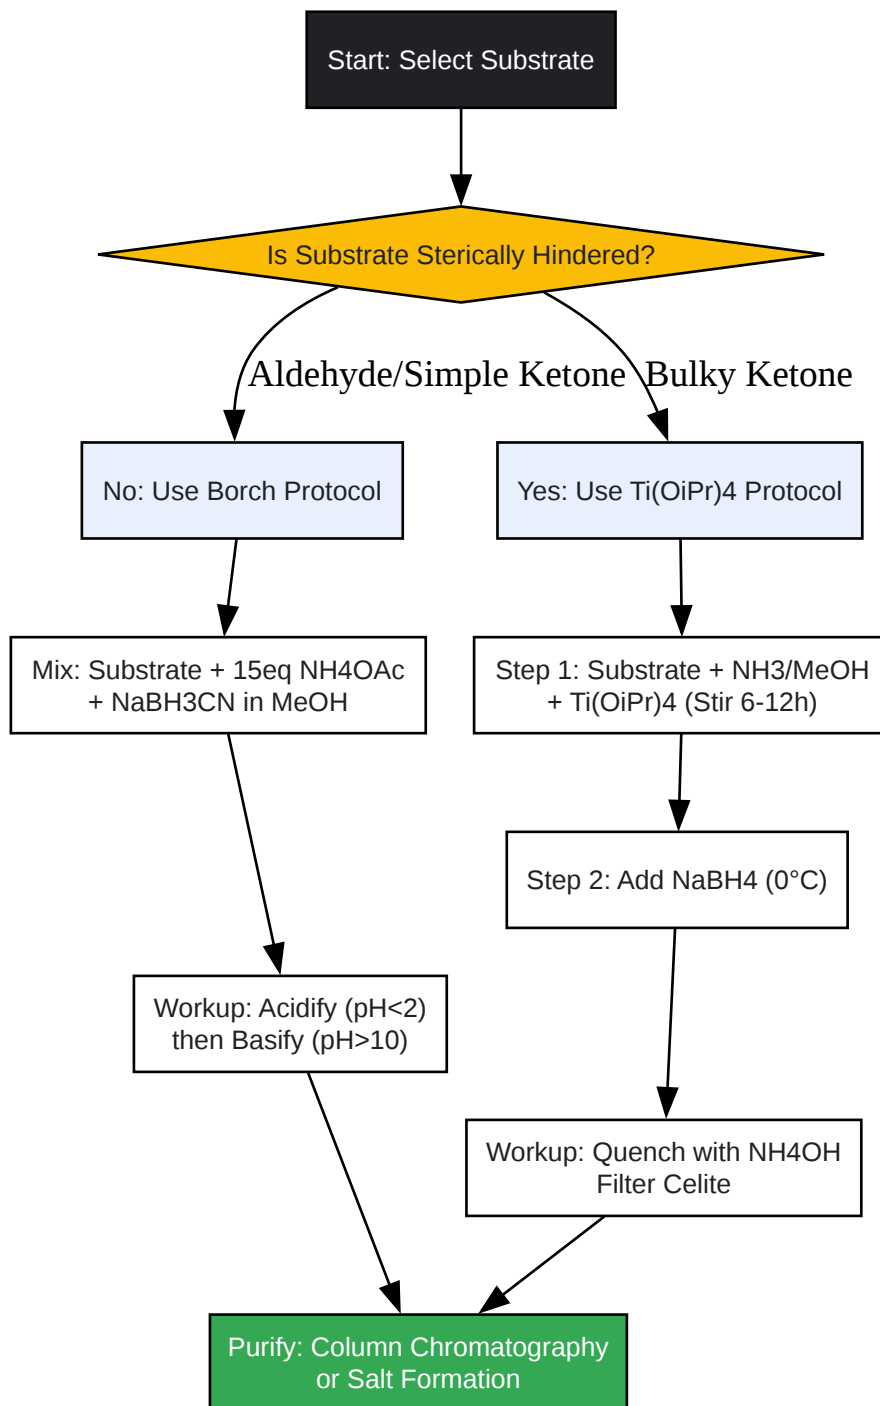 Start: Select Substrate
Is Substrate Sterically Hindered?
Aldehyde/Simple Ketone
Bulky Ketone
No: Use Borch Protocol
Yes: Use Ti(OiPr)4 Protocol
Mix: Substrate + 15eq NH4OAc
+ NaBH3CN in MeOH
Step 1: Substrate + NH3/MeOH
+ Ti(OiPr)4 (Stir 6-12h)
Step 2: Add NaBH4 (0°C)
Workup: Acidify (pH<2)
then Basify (pH>10)
Workup: Quench with NH4OH
Filter Celite
Purify: Column Chromatography
or Salt Formation